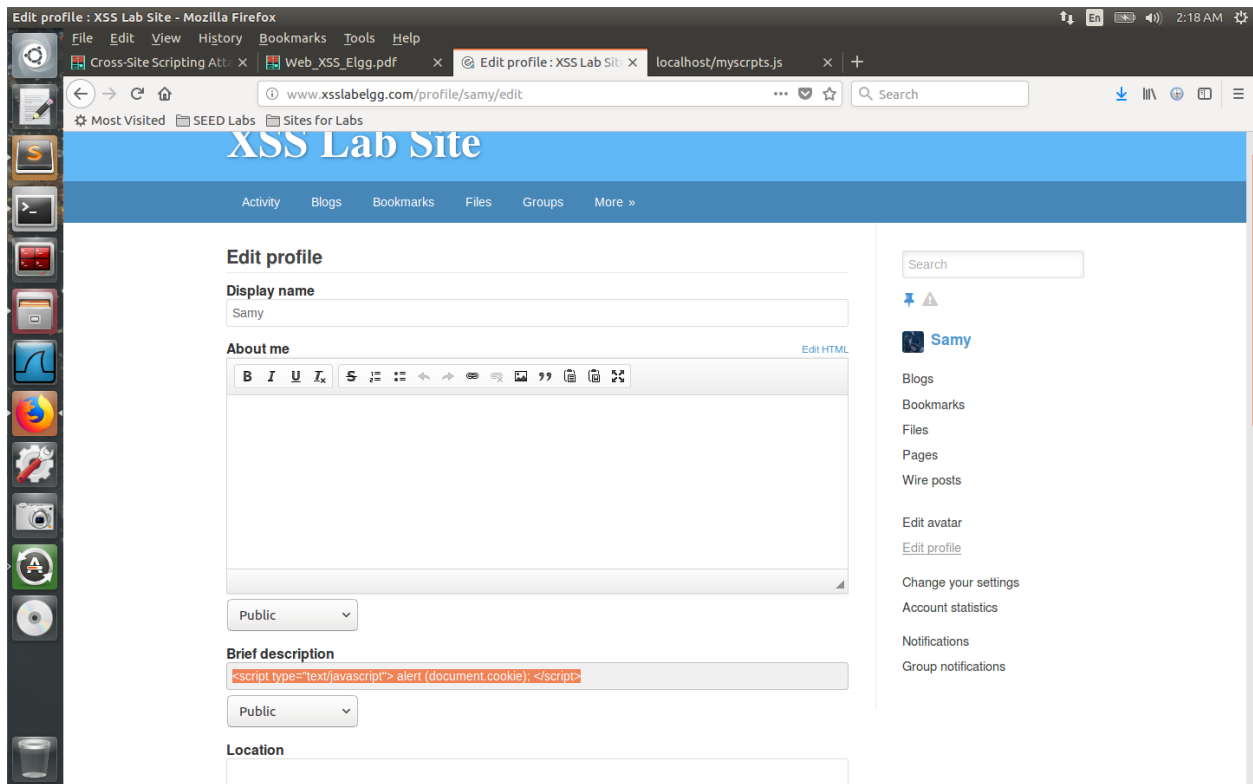 Edit profile : XSS Lab Site - Mozilla Firefox
En
2:18 AM
File Edit View History Bookmarks Tools Help
Cross-Site Scripting Atta
Web_XSS_Elgg.pdf
Edit profile : XSS Lab Sit
localhost/myscrpts.js
www.xsslabelgg.com/profile/samy/edit
Search
Most Visited SEED Labs Sites for Labs
XSS Lab Site
Activity Blogs Bookmarks Files Groups More »
Edit profile
Search
Display name
Samy
About me
Edit HTML
B I U Tx S
Samy
Blogs
Bookmarks
Files
Pages
Wire posts
Edit avatar
Edit profile
Change your settings
Account statistics
Notifications
Group notifications
Public
Brief description
<script type="text/javascript"> alert (document.cookie); </script>
Public
Location